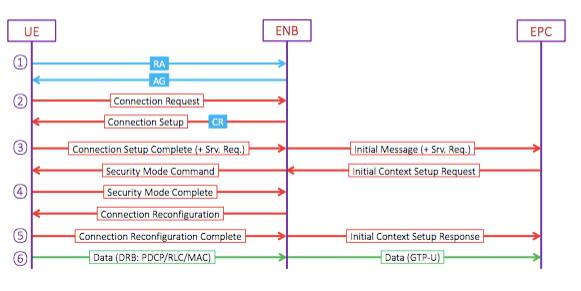 UE ENB EPC
① RA
AG
② Connection Request
Connection Setup CR
③ Connection Setup Complete (+ Srv. Req.) Initial Message (+ Srv. Req.)
Security Mode Command Initial Context Setup Request
④ Security Mode Complete
Connection Reconfiguration
⑤ Connection Reconfiguration Complete Initial Context Setup Response
⑥ Data (DRB: PDCP/RLC/MAC) Data (GTP-U)